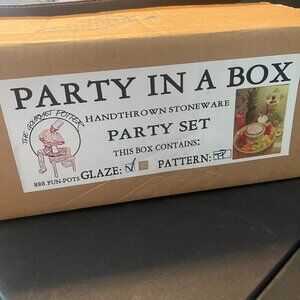 PARTY IN A BOX
THE GOURMET POTTER
HANDTHROWN STONEWARE
PARTY SET
THIS BOX CONTAINS:
888.FUN-POTS
GLAZE:
PATTERN: